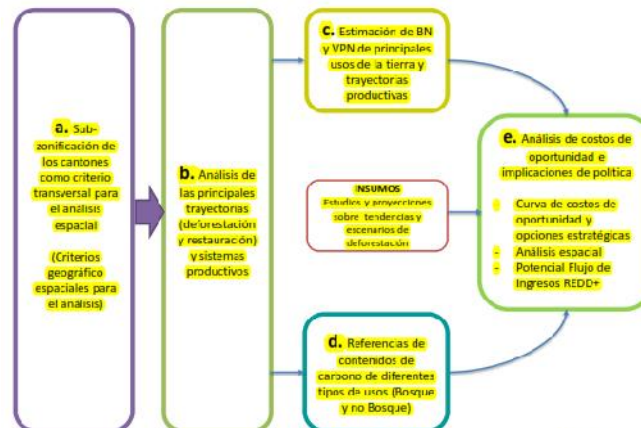 a. Sub-
zonificación de
los cantones
como criterio
transversal para
el análisis
espacial
(Criterios
geográfico
espaciales para
el análisis)
b. Análisis de
las principales
trayectorias
(deforestación
y restauración)
y sistemas
productivos
c. Estimación de BN
y VPN de principales
usos de la tierra y
trayectorias
productivas
INSUMOS
Estudios y proyecciones
sobre tendencias y
escenarios de
deforestación
d. Referencias de
contenidos de
carbono de diferentes
tipos de usos (Bosque
y no Bosque)
e. Análisis de costos de
oportunidad e
implicaciones de política
- Curva de costos de
oportunidad y
opciones estratégicas
- Análisis espacial
- Potencial Flujo de
Ingresos REDD+